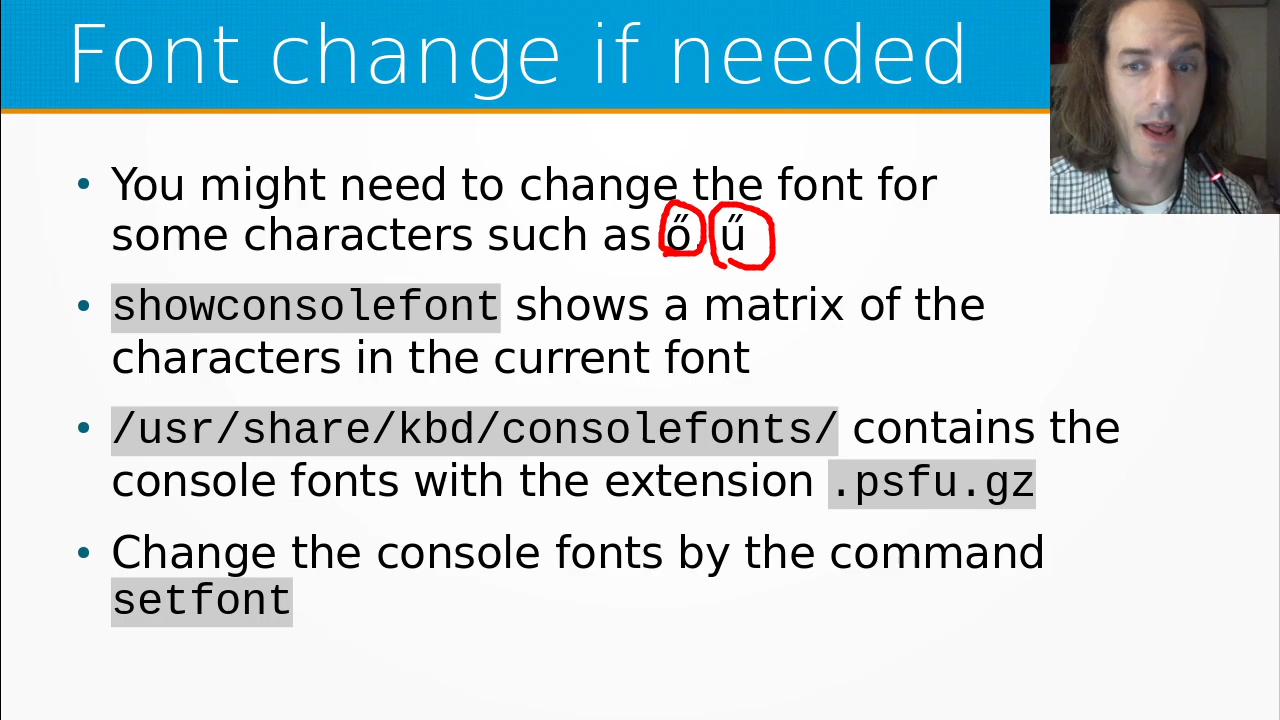 Font change if needed
• You might need to change the font for
some characters such as ő, ű
• showconsolefont shows a matrix of the
characters in the current font
• /usr/share/kbd/consolefonts/ contains the
console fonts with the extension .psfu.gz
• Change the console fonts by the command
setfont